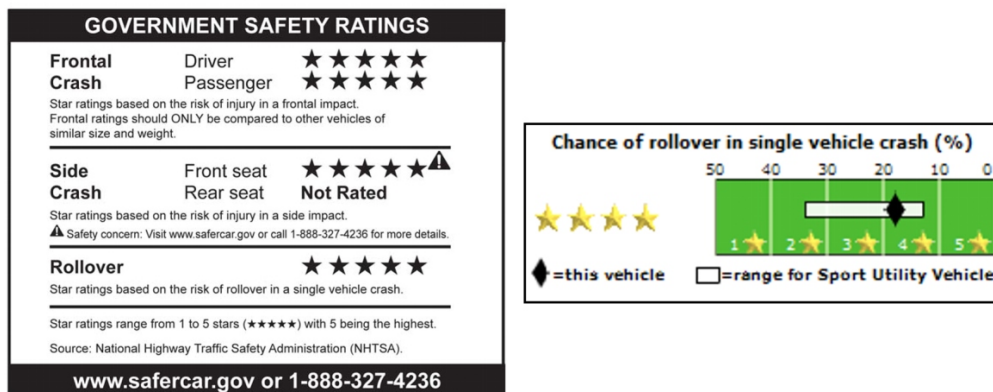 GOVERNMENT SAFETY RATINGS
Frontal Driver ★★★★★
Crash Passenger ★★★★★
Star ratings based on the risk of injury in a frontal impact.
Frontal ratings should ONLY be compared to other vehicles of
similar size and weight.
Side Front seat ★★★★★
Crash Rear seat Not Rated
Star ratings based on the risk of injury in a side impact.
Safety concern: Visit www.safercar.gov or call 1-888-327-4236 for more details.
Rollover ★★★★★
Star ratings based on the risk of rollover in a single vehicle crash.
Star ratings range from 1 to 5 stars (★★★★★) with 5 being the highest.
Source: National Highway Traffic Safety Administration (NHTSA).
www.safercar.gov or 1-888-327-4236
Chance of rollover in single vehicle crash (%)
50 40 30 20 10 0
1 2 3 4 5
=this vehicle =range for Sport Utility Vehicle